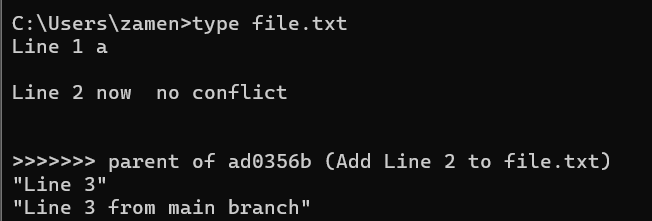 C:\Users\zamen>type file.txt
Line 1 a
Line 2 now  no conflict
>>>>>>> parent of ad0356b (Add Line 2 to file.txt)
"Line 3"
"Line 3 from main branch"